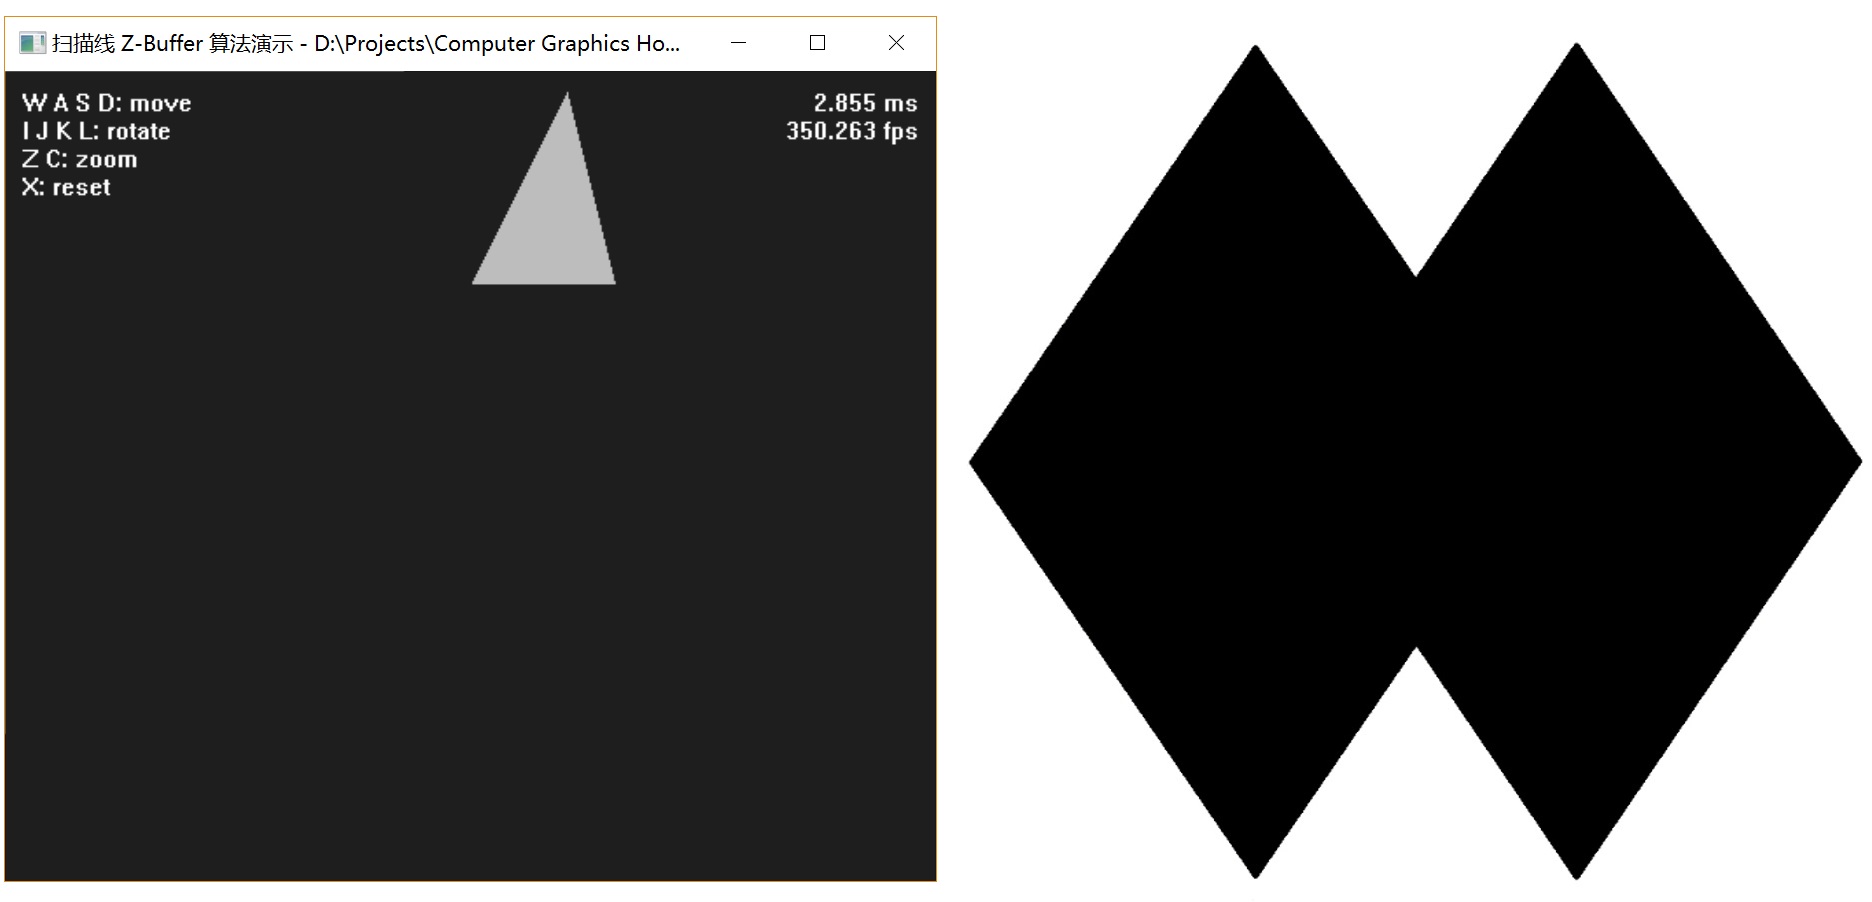 扫描线 Z-Buffer 算法演示 - D:\Projects\Computer Graphics Ho...
W A S D: move
I J K L: rotate
Z C: zoom
X: reset
2.855 ms
350.263 fps